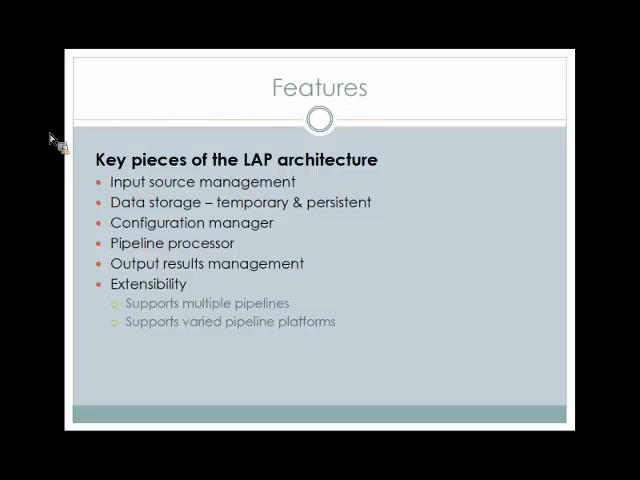 Features
Key pieces of the LAP architecture
Input source management
Data storage – temporary & persistent
Configuration manager
Pipeline processor
Output results management
Extensibility
Supports multiple pipelines
Supports varied pipeline platforms